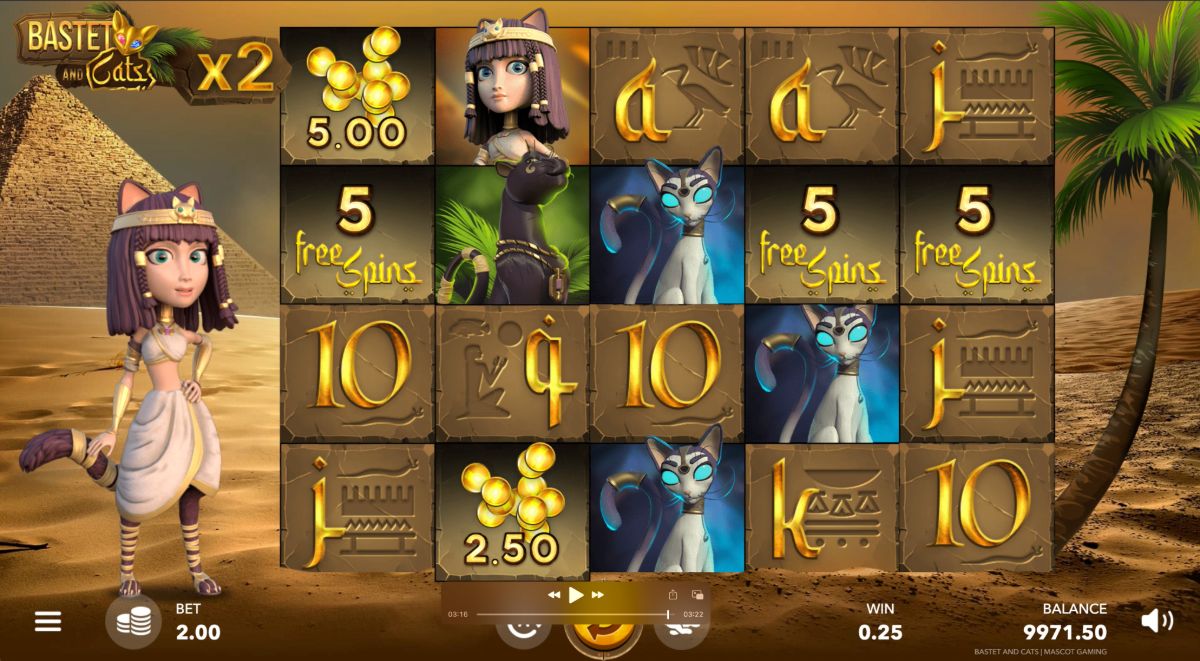 BASTET
AND Cats
x2
5.00
a
a
j
5
free Spins
5
free Spins
5
free Spins
10
q
10
j
j
2.50
k
10
03:16
03:22
BET
2.00
WIN
0.25
BALANCE
9971.50
BASTET AND CATS | MASCOT GAMING